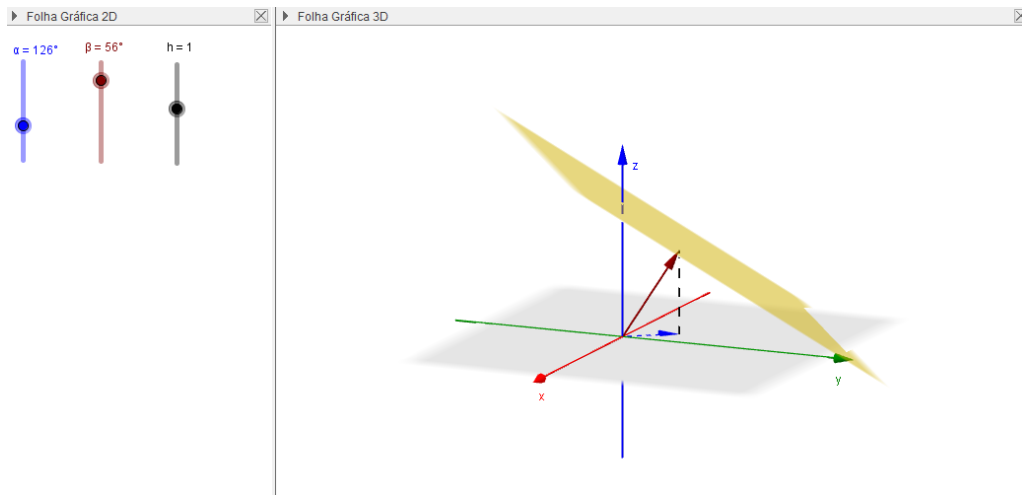 Folha Gráfica 2D
Folha Gráfica 3D
α = 126°
β = 56°
h = 1
z
x
y